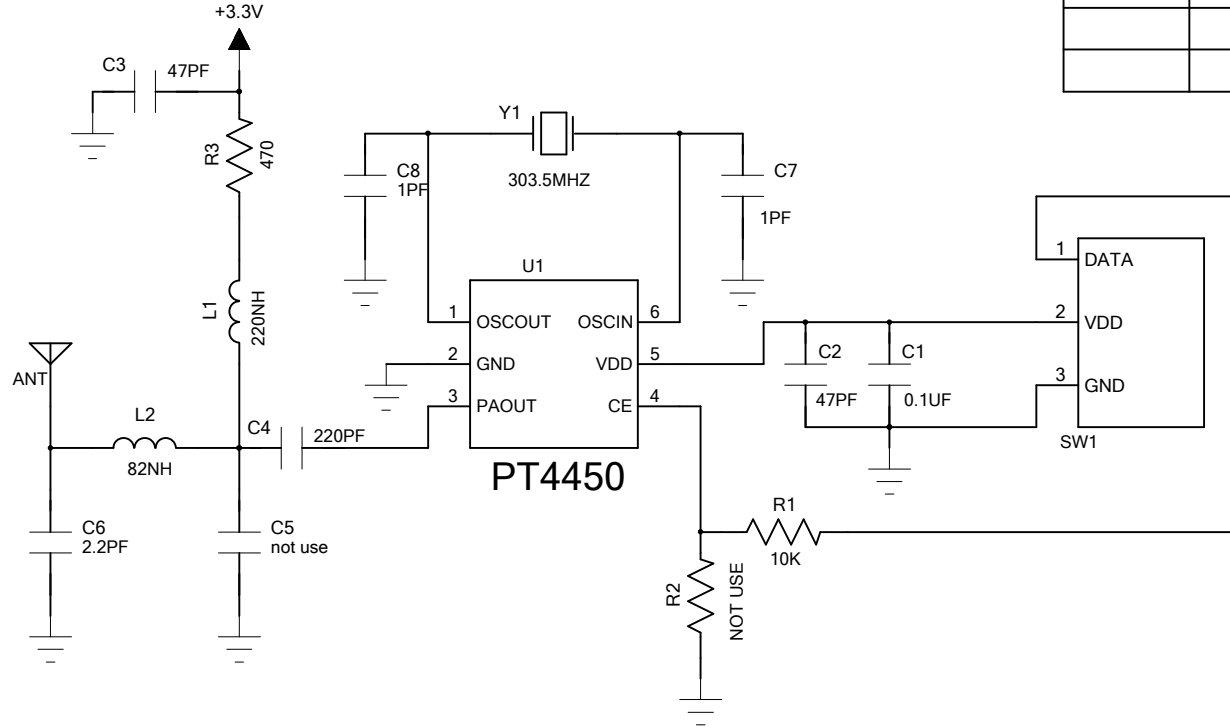 +3.3V
C3
47PF
R3
470
Y1
303.5MHZ
C8
1PF
C7
1PF
L1
220NH
U1
1
OSCOUT
2
GND
3
PAOUT
OSCIN
6
VDD
5
CE
4
PT4450
1
DATA
2
VDD
3
GND
SW1
C2
47PF
C1
0.1UF
ANT
L2
82NH
C4
220PF
C6
2.2PF
C5
not use
R1
10K
R2
NOT USE